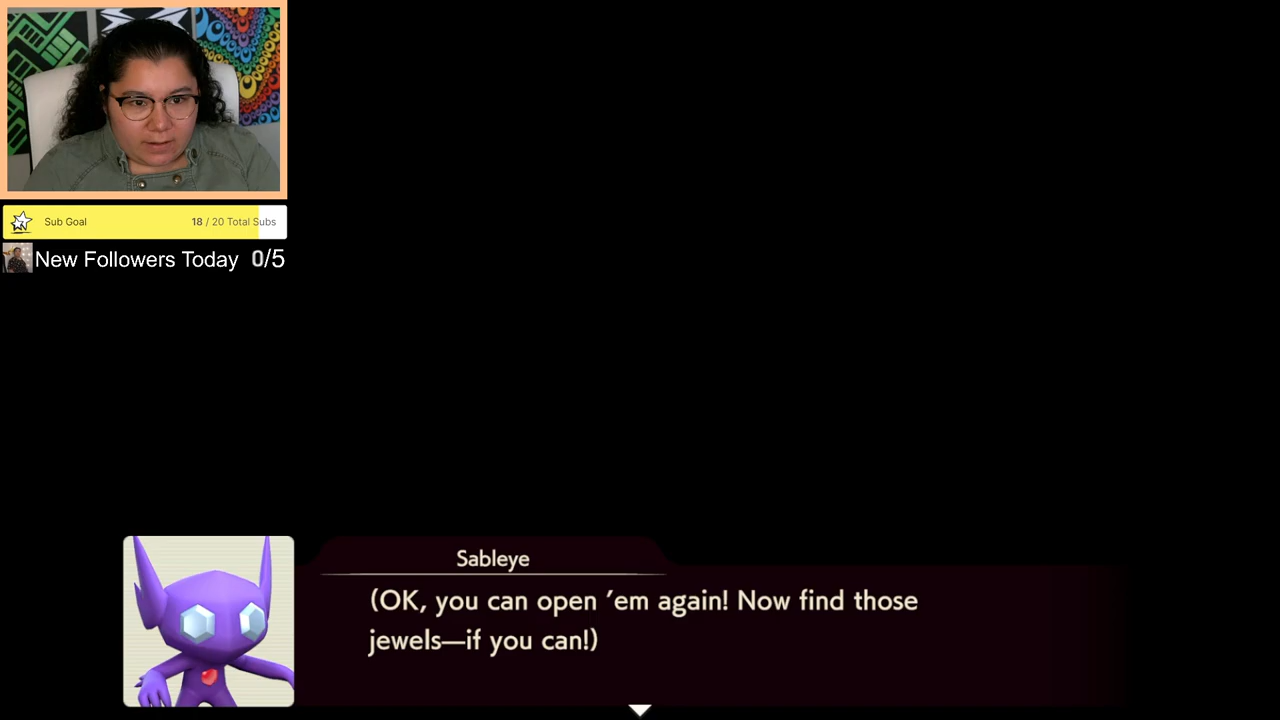 Sub Goal 18 / 20 Total Subs
New Followers Today 0/5
Sableye
(OK, you can open ’em again! Now find those
jewels—if you can!)